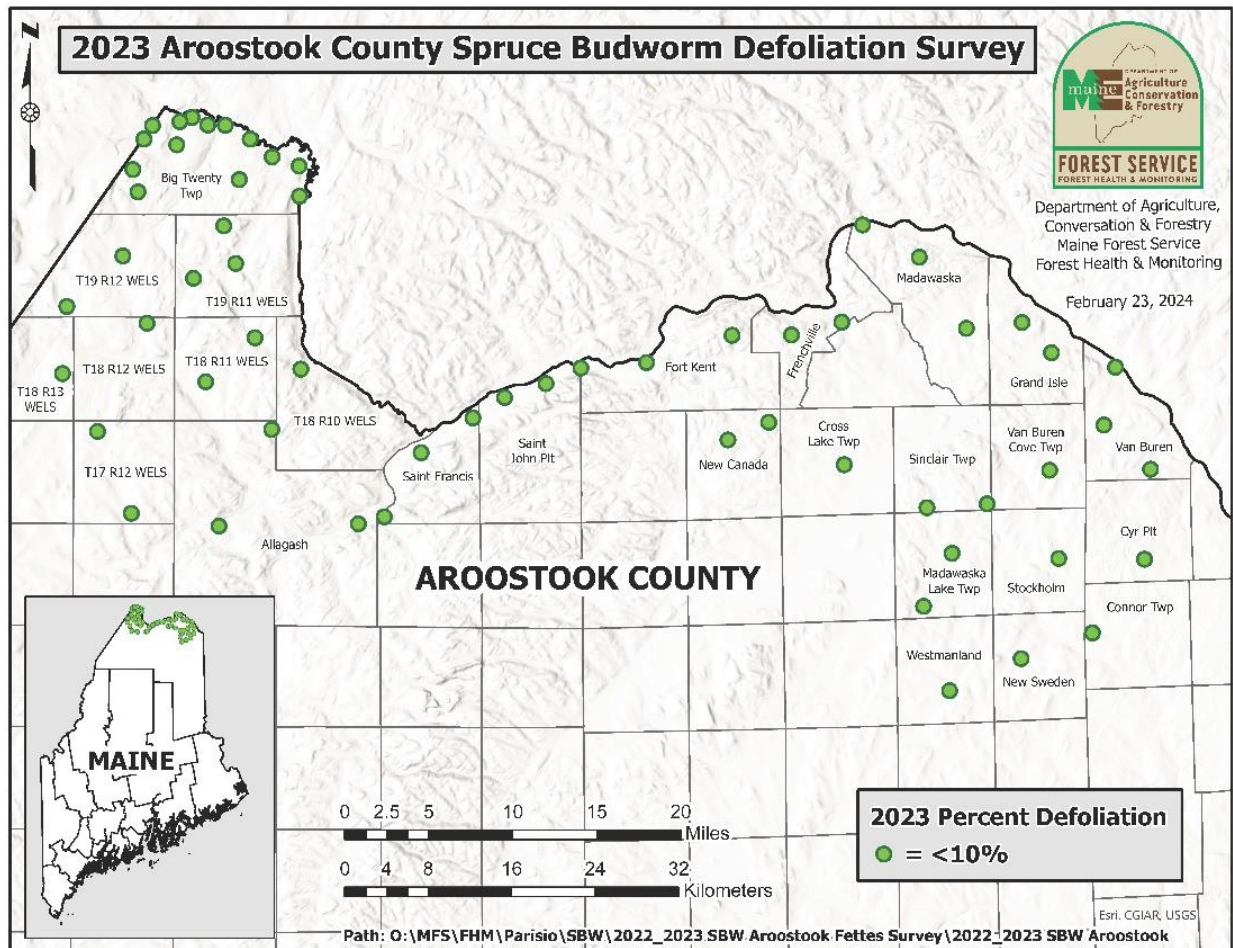 2023 Aroostook County Spruce Budworm Defoliation Survey
N
maine
DEPARTMENT OF
Agriculture
Conservation
& Forestry
FOREST SERVICE
FOREST HEALTH & MONITORING
Department of Agriculture,
Conversation & Forestry
Maine Forest Service
Forest Health & Monitoring
February 23, 2024
Big Twenty
Twp
T19 R12 WELS
T19 R11 WELS
T18 R13
WELS
T18 R12 WELS
T18 R11 WELS
T18 R10 WELS
T17 R12 WELS
Allagash
Saint Francis
Saint
John Plt
Fort Kent
Frenchville
Madawaska
Grand Isle
New Canada
Cross
Lake Twp
Sinclair Twp
Van Buren
Cove Twp
Van Buren
Cyr Plt
Madawaska
Lake Twp
Stockholm
Connor Twp
Westmanland
New Sweden
AROOSTOOK COUNTY
MAINE
0 2.5 5 10 15 20
Miles
0 4 8 16 24 32
Kilometers
2023 Percent Defoliation
= <10%
Esri, CGIAR, USGS
Path: O:\MFS\FHM\Parisio\SBW\2022_2023 SBW Aroostook Fettes Survey\2022_2023 SBW Aroostook